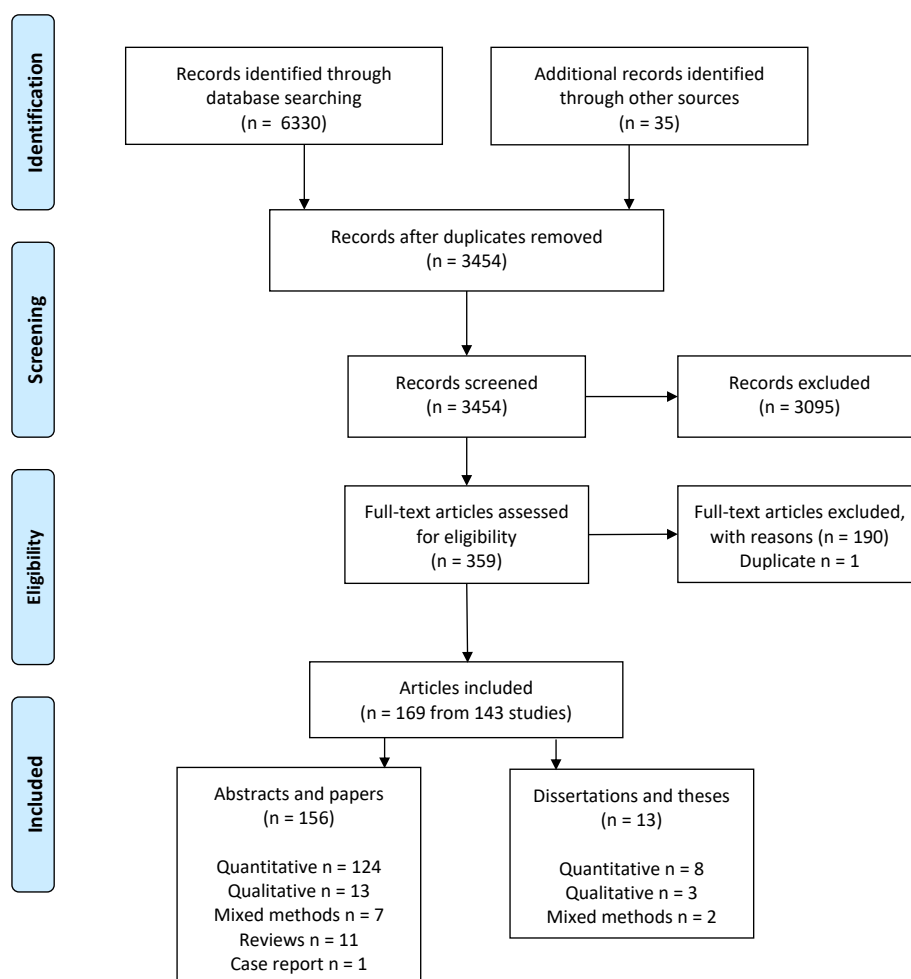 Identification
Records identified through
database searching
(n = 6330)
Additional records identified
through other sources
(n = 35)
Records after duplicates removed
(n = 3454)
Screening
Records screened
(n = 3454)
Records excluded
(n = 3095)
Eligibility
Full-text articles assessed
for eligibility
(n = 359)
Full-text articles excluded,
with reasons (n = 190)
Duplicate n = 1
Articles included
(n = 169 from 143 studies)
Included
Abstracts and papers
(n = 156)
Quantitative n = 124
Qualitative n = 13
Mixed methods n = 7
Reviews n = 11
Case report n = 1
Dissertations and theses
(n = 13)
Quantitative n = 8
Qualitative n = 3
Mixed methods n = 2